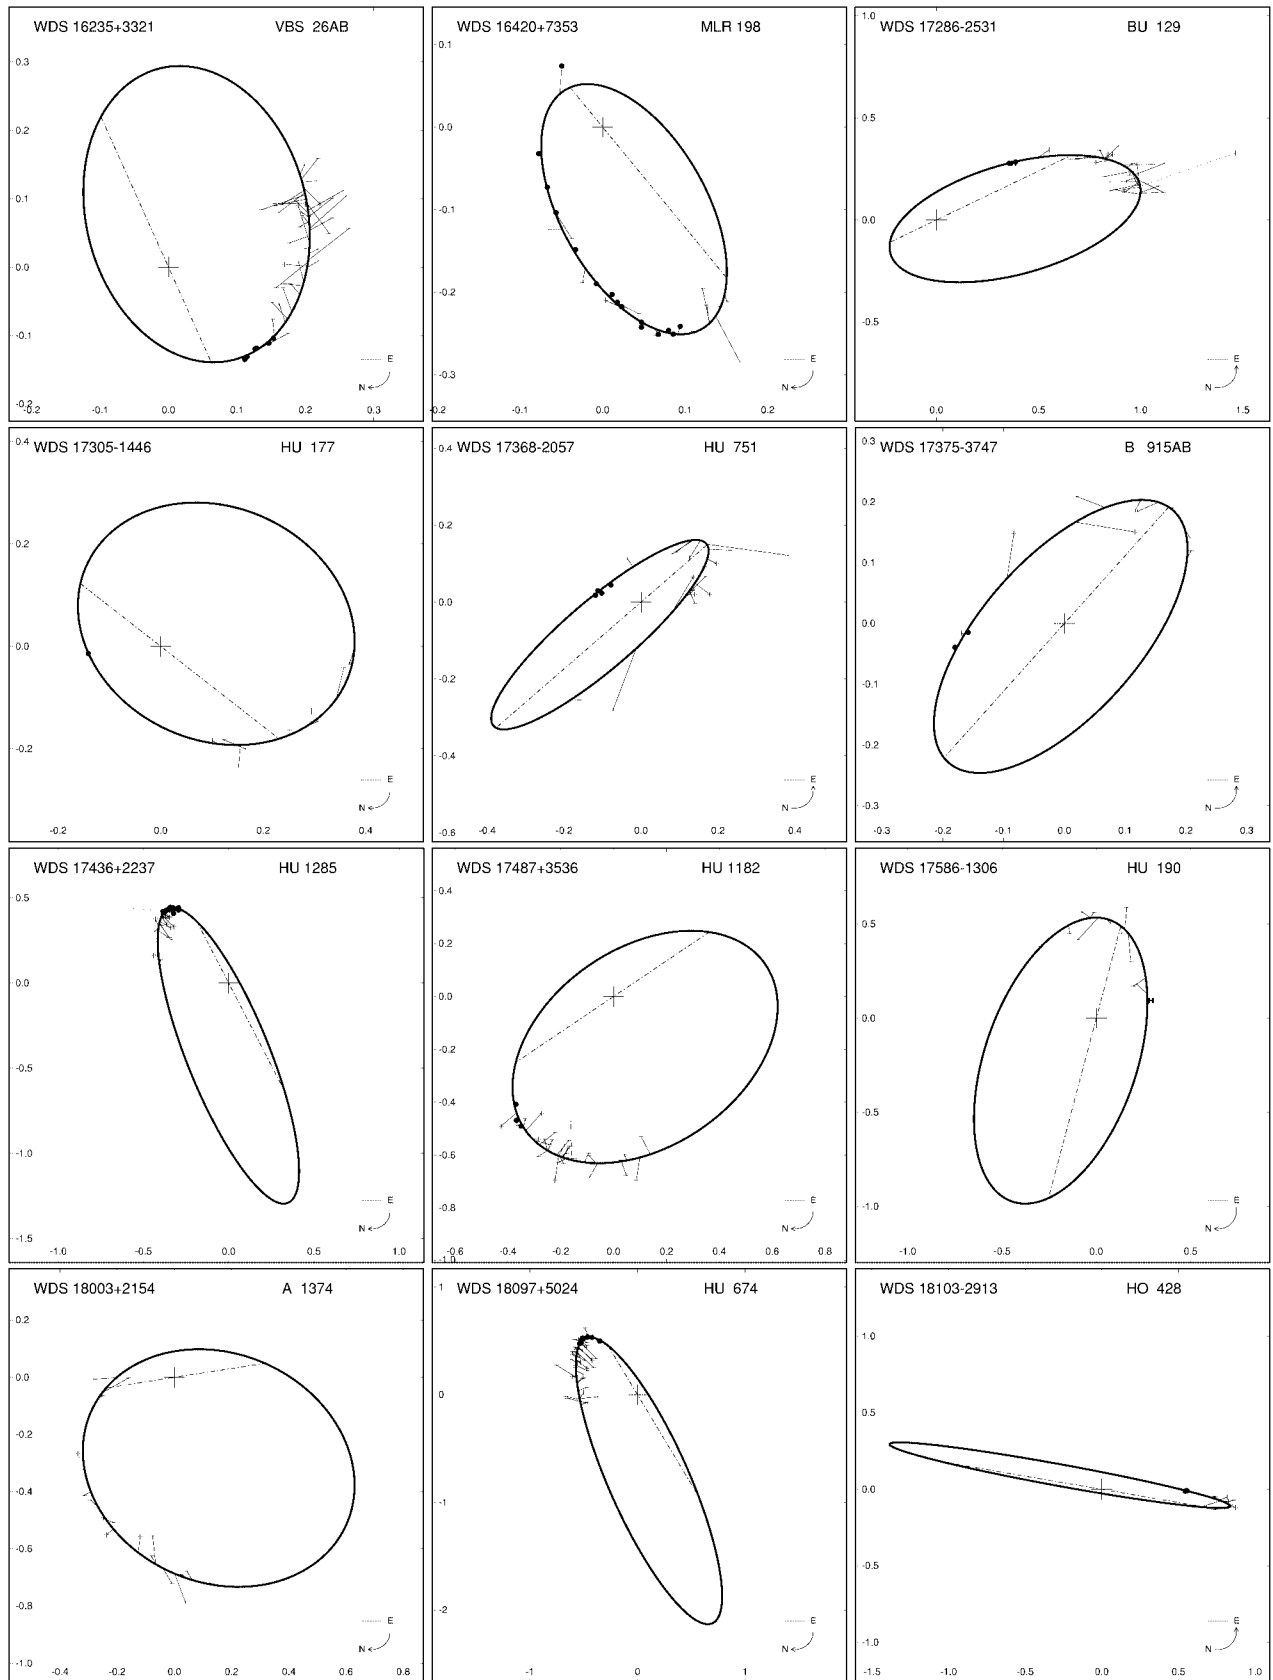 WDS 16235+3321 VBS 26AB
0.3
0.2
0.1
0.0
-0.1
-0.2
E
N
-0.2 -0.1 0.0 0.1 0.2 0.3
WDS 16420+7353 MLR 198
0.1
0.0
-0.1
-0.2
-0.3
E
N
-0.2 -0.1 0.0 0.1 0.2
WDS 17286-2531 BU 129
1.0
0.5
0.0
-0.5
E
N
0.0 0.5 1.0 1.5
WDS 17305-1446 HU 177
0.4
0.2
0.0
-0.2
E
N
-0.2 0.0 0.2 0.4
WDS 17368-2057 HU 751
0.4
0.2
0.0
-0.2
-0.4
-0.6
E
N
-0.4 -0.2 0.0 0.2 0.4
WDS 17375-3747 B 915AB
0.3
0.2
0.1
0.0
-0.1
-0.2
-0.3
E
N
-0.3 -0.2 -0.1 0.0 0.1 0.2 0.3
WDS 17436+2237 HU 1285
0.5
0.0
-0.5
-1.0
-1.5
E
N
-1.0 -0.5 0.0 0.5 1.0
WDS 17487+3536 HU 1182
0.4
0.2
0.0
-0.2
-0.4
-0.6
-0.8
-1.0
E
N
-0.6 -0.4 -0.2 0.0 0.2 0.4 0.6 0.8
WDS 17586-1306 HU 190
0.5
0.0
-0.5
-1.0
E
N
-1.0 -0.5 0.0 0.5
WDS 18003+2154 A 1374
0.2
0.0
-0.2
-0.4
-0.6
-0.8
-1.0
E
N
-0.4 -0.2 0.0 0.2 0.4 0.6 0.8
WDS 18097+5024 HU 674
1
0
-1
-2
E
N
-1 0 1
WDS 18103-2913 HO 428
1.0
0.5
0.0
-0.5
-1.0
E
N
-1.5 -1.0 -0.5 0.0 0.5 1.0